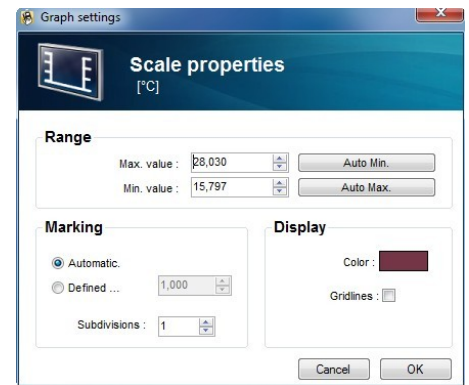 Graph settings
Scale properties
[°C]
Range
Max. value : 28,030 Auto Min.
Min. value : 15,797 Auto Max.
Marking
Automatic.
Defined ... 1,000
Subdivisions : 1
Display
Color :
Gridlines :
Cancel OK